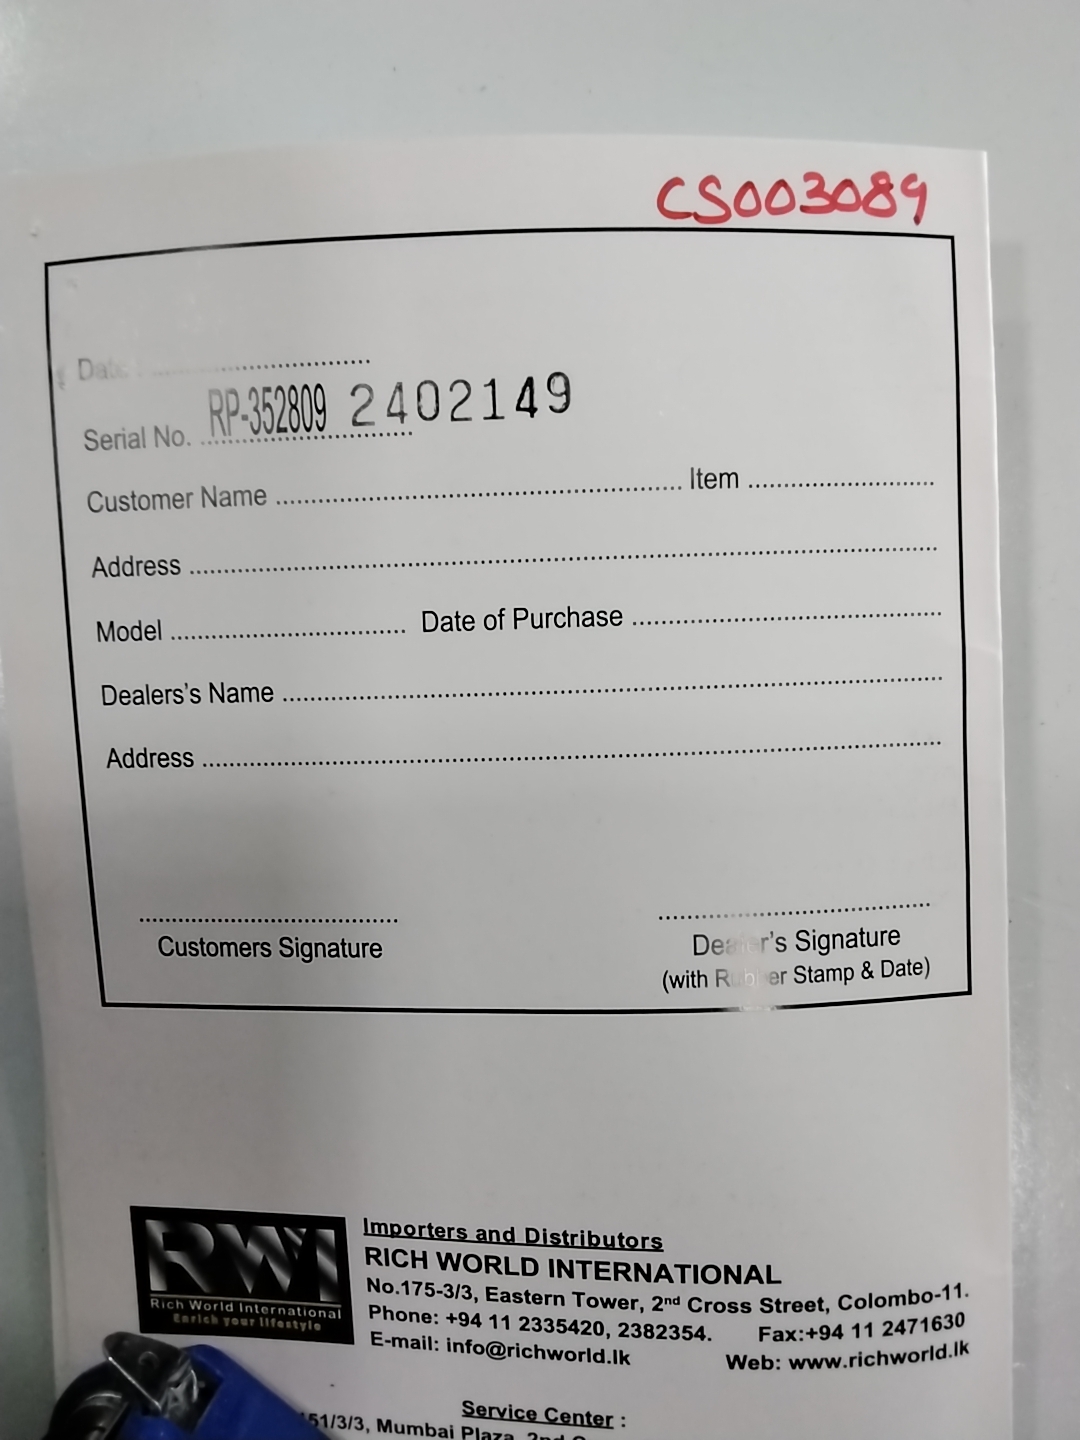 CS003089
Date ..............................
Serial No. RP-352809 2402149
Customer Name ............................................................ Item ...........................
Address ....................................................................................................
Model ................................... Date of Purchase .............................................
Dealers's Name .........................................................................................
Address ....................................................................................................
Customers Signature
Dealer's Signature
(with Rubber Stamp & Date)
RWI
Rich World International
Enrich your lifestyle
Importers and Distributors
RICH WORLD INTERNATIONAL
No.175-3/3, Eastern Tower, 2nd Cross Street, Colombo-11.
Phone: +94 11 2335420, 2382354. Fax:+94 11 2471630
E-mail: info@richworld.lk Web: www.richworld.lk
Service Center :
51/3/3, Mumbai Plaza, 2nd